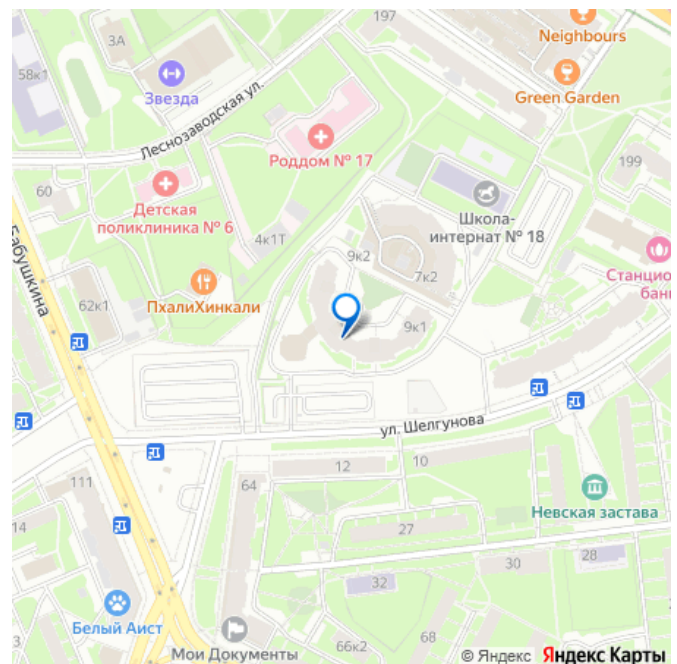 197
Neighbours
3А
58к1
Звезда
Green Garden
Леснозаводская ул.
Роддом № 17
199
60
Детская
поликлиника № 6
Школа-
интернат № 18
Бабушкина
4к1Т
9к2
7к2
Станцио
бан
ПхалиХинкали
62к1
9к1
ул. Шелгунова
12
10
111
64
14
27
Невская застава
28
30
32
Белый Аист
Мои Документы
66к2
68
© Яндекс Яндекс Карты